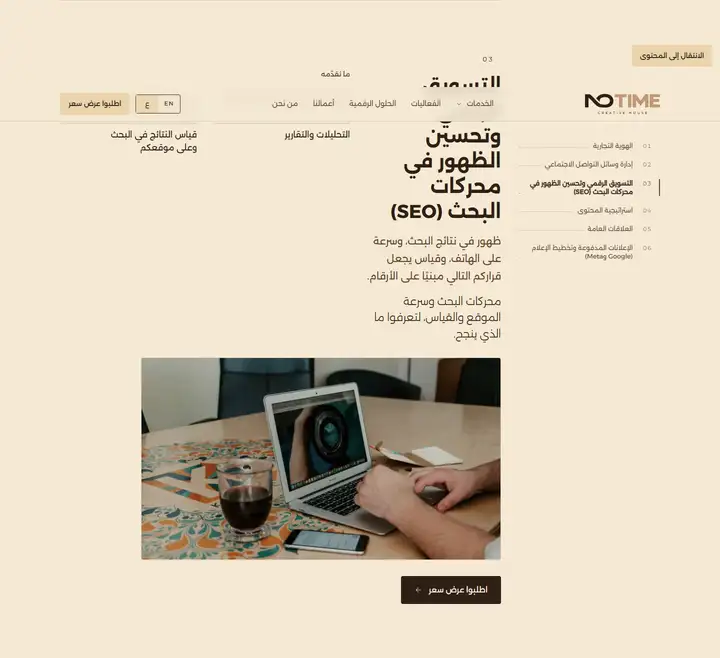 الانتقال إلى المحتوى
NOTIME
CREATIVE HOUSE
الخدمات
الفعاليات
الحلول الرقمية
أعمالنا
من نحن
EN
ع
اطلبوا عرض سعر
01 الهوية التجارية
02 إدارة وسائل التواصل الاجتماعي
03 التسويق الرقمي وتحسين الظهور في
محركات البحث (SEO)
04 استراتيجية المحتوى
05 العلاقات العامة
06 الإعلانات المدفوعة وتخطيط الإعلام
(Metaو Google)
03
التسويق
وتحسين
الظهور في
محركات
البحث (SEO)
ظهور في نتائج البحث، وسرعة
على الهاتف، وقياس يجعل
قراركم التالي مبنيًا على الأرقام.
محركات البحث وسرعة
الموقع والقياس، لتعرفوا ما
الذي ينجح.
اطلبوا عرض سعر ←
ما نقدّمه
التحليلات والتقارير
قياس النتائج في البحث
وعلى موقعكم